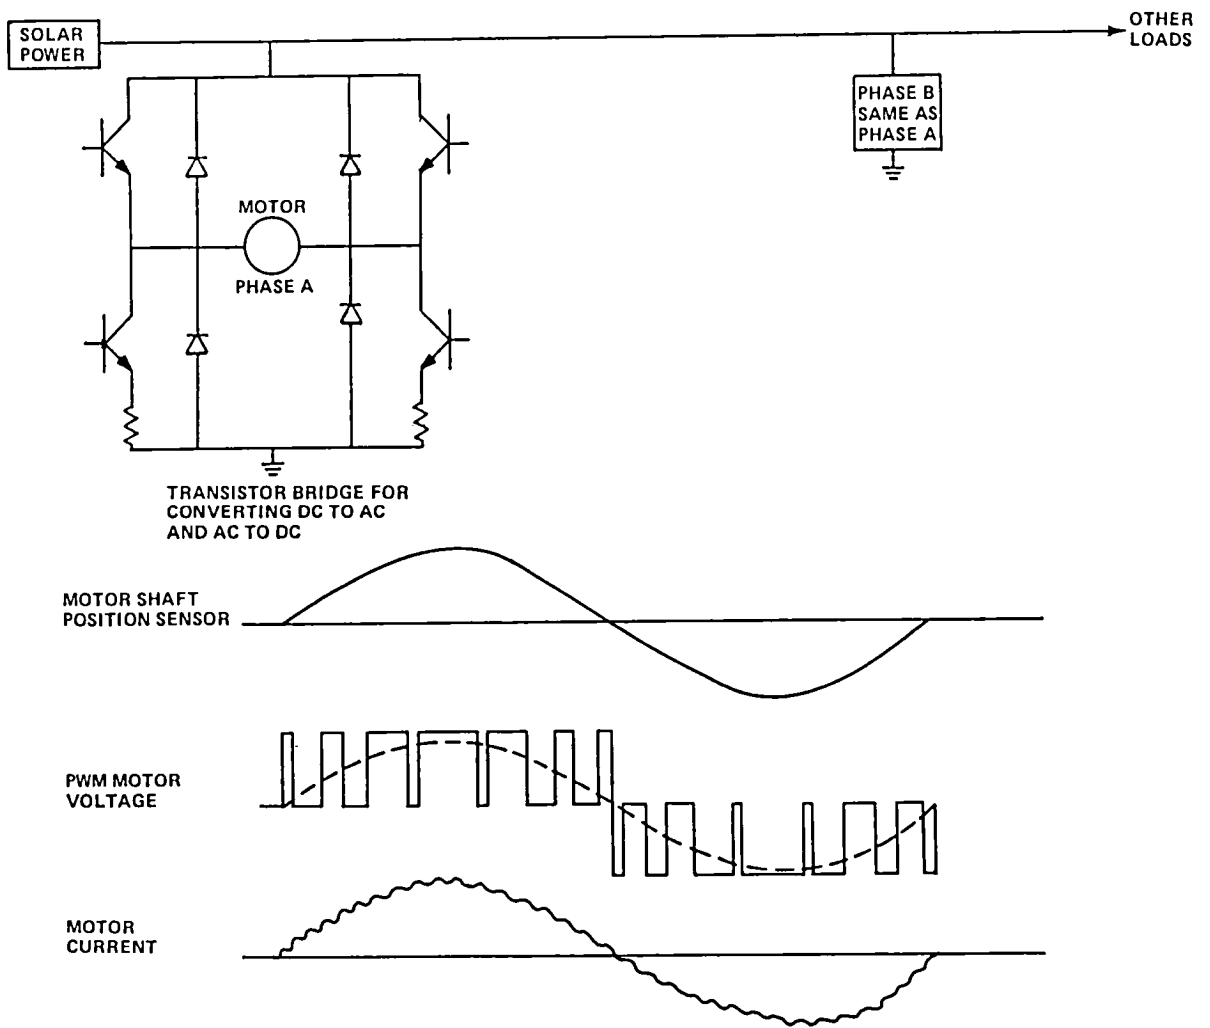 SOLAR
POWER
OTHER
LOADS
PHASE B
SAME AS
PHASE A
MOTOR
PHASE A
TRANSISTOR BRIDGE FOR
CONVERTING DC TO AC
AND AC TO DC
MOTOR SHAFT
POSITION SENSOR
PWM MOTOR
VOLTAGE
MOTOR
CURRENT